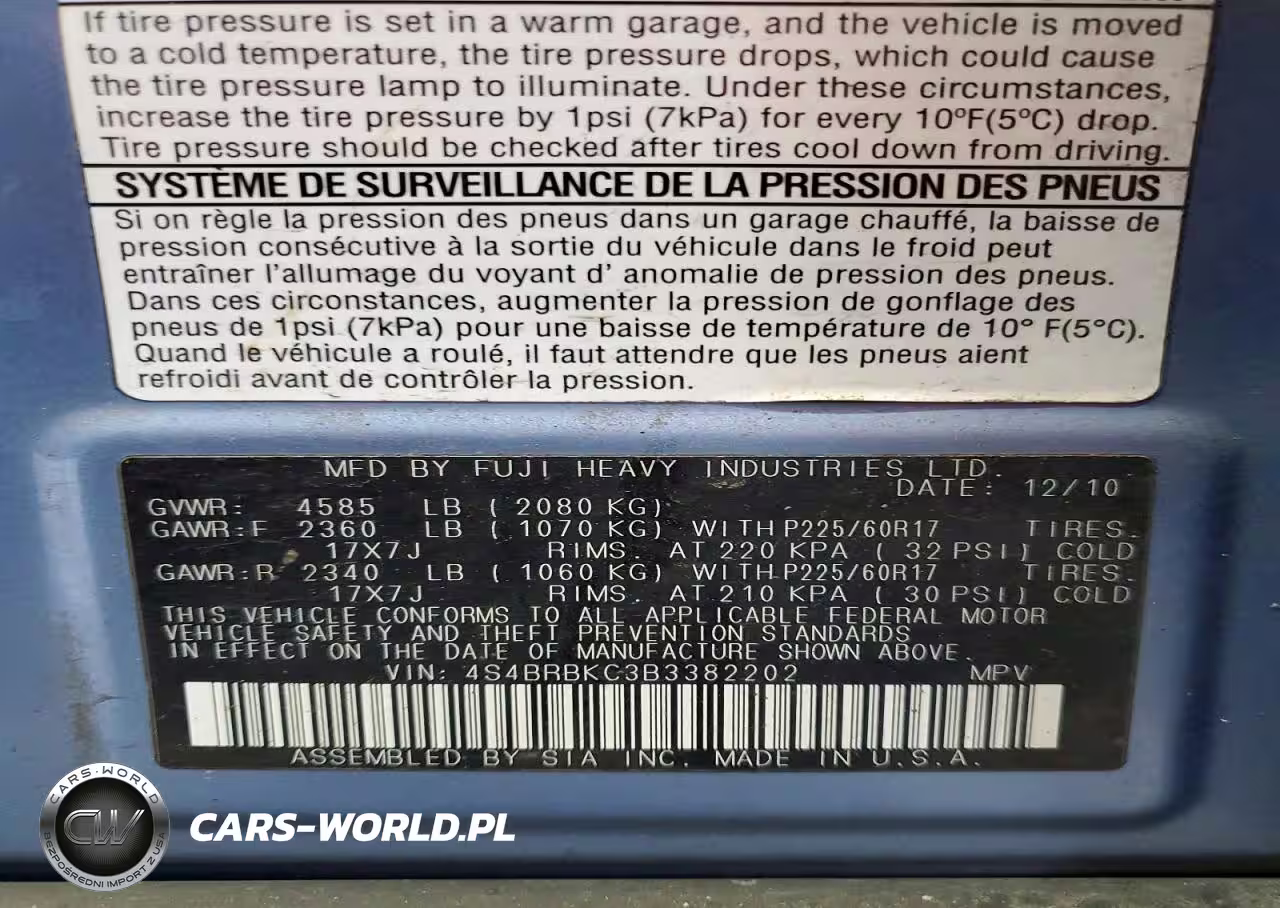 If tire pressure is set in a warm garage, and the vehicle is moved
to a cold temperature, the tire pressure drops, which could cause
the tire pressure lamp to illuminate. Under these circumstances,
increase the tire pressure by 1psi (7kPa) for every 10°F(5°C) drop.
Tire pressure should be checked after tires cool down from driving.
SYSTÈME DE SURVEILLANCE DE LA PRESSION DES PNEUS
Si on règle la pression des pneus dans un garage chauffé, la baisse de
pression consécutive à la sortie du véhicule dans le froid peut
entraîner l'allumage du voyant d' anomalie de pression des pneus.
Dans ces circonstances, augmenter la pression de gonflage des
pneus de 1psi (7kPa) pour une baisse de température de 10° F(5°C).
Quand le véhicule a roulé, il faut attendre que les pneus aient
refroidi avant de contrôler la pression.
MFD BY FUJI HEAVY INDUSTRIES LTD.
DATE: 12/10
GVWR: 4585 LB (2080 KG)
GAWR:F 2360 LB (1070 KG) WITH P225/60R17 TIRES.
17X7J RIMS. AT 220 KPA (32 PSI) COLD
GAWR:R 2340 LB (1060 KG) WITH P225/60R17 TIRES.
17X7J RIMS. AT 210 KPA (30 PSI) COLD
THIS VEHICLE CONFORMS TO ALL APPLICABLE FEDERAL MOTOR
VEHICLE SAFETY AND THEFT PREVENTION STANDARDS
IN EFFECT ON THE DATE OF MANUFACTURE SHOWN ABOVE.
VIN: 4S4BRBKC3B3382202 MPV
ASSEMBLED BY SIA INC. MADE IN U.S.A.
CARS-WORLD
CW
BEZPOŚREDNI IMPORT Z USA
CARS-WORLD.PL